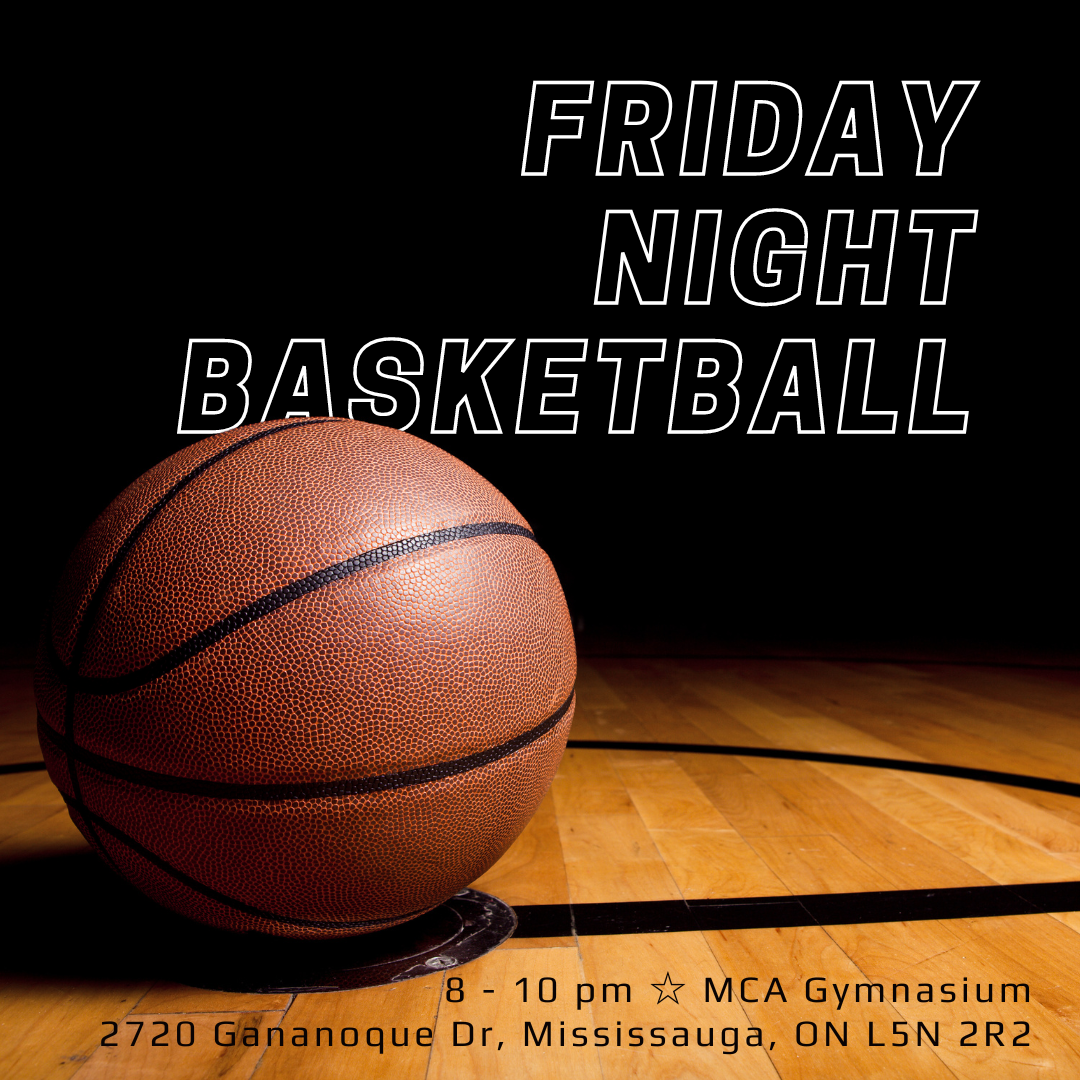 FRIDAY
NIGHT
BASKETBALL
8 - 10 pm ☆ MCA Gymnasium
2720 Gananoque Dr, Mississauga, ON L5N 2R2